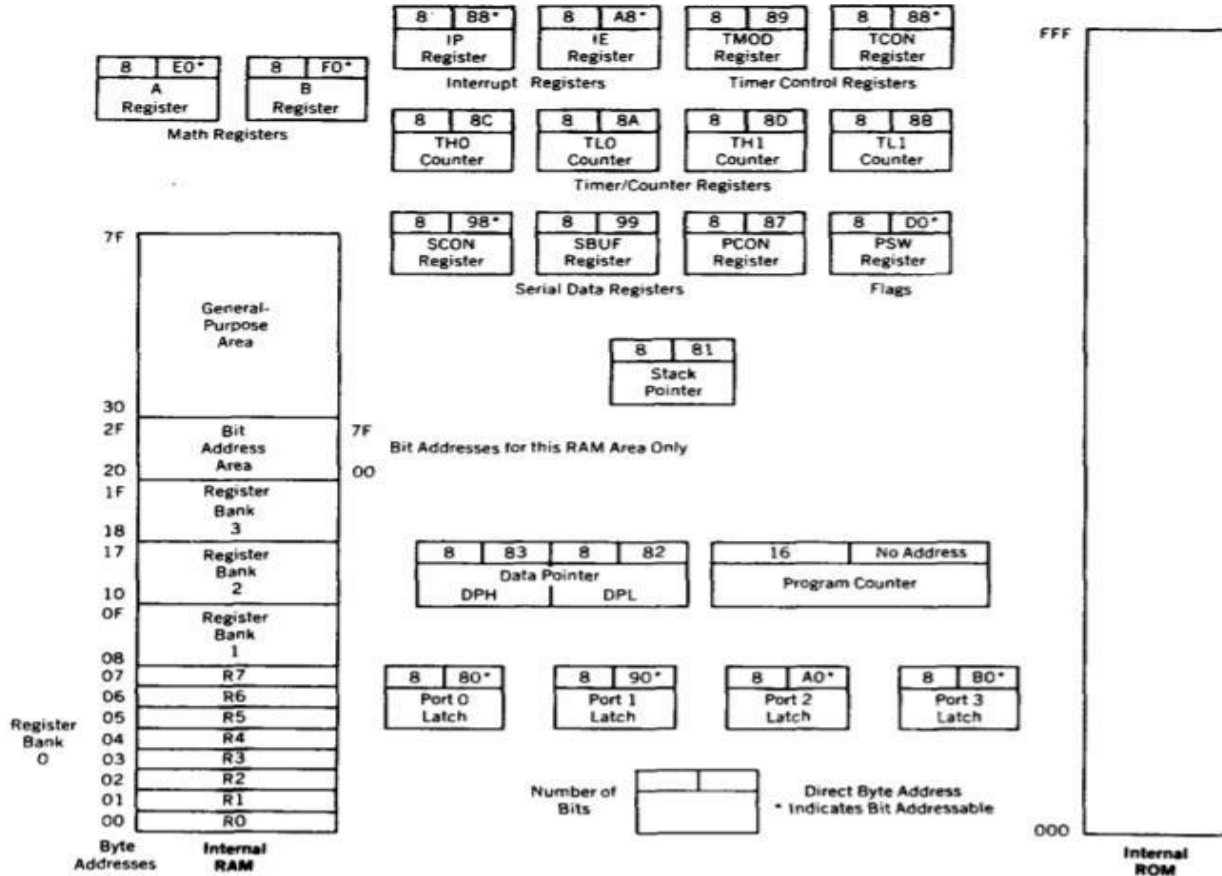 8 B8* 8 A8* 8 89 8 88*
IP Register IE Register TMOD Register TCON Register
Interrupt Registers Timer Control Registers
8 E0* 8 F0*
A Register B Register
Math Registers
8 8C 8 8A 8 8D 8 8B
TH0 Counter TL0 Counter TH1 Counter TL1 Counter
Timer/Counter Registers
8 98* 8 99 8 87 8 D0*
SCON Register SBUF Register PCON Register PSW Register
Serial Data Registers Flags
8 81
Stack
Pointer
7F
General-
Purpose
Area
30
2F Bit 7F
Address Bit Addresses for this RAM Area Only
20 Area 00
1F Register
Bank
18 3
17 Register
Bank
10 2
0F Register
Bank
08 1
07 R7
06 R6
05 R5
04 R4
03 R3
02 R2
01 R1
00 R0
Register
Bank
0
Byte
Addresses
Internal
RAM
8 83 8 82
Data Pointer
DPH DPL
16 No Address
Program Counter
8 80* 8 90* 8 A0* 8 B0*
Port 0 Latch Port 1 Latch Port 2 Latch Port 3 Latch
Number of
Bits
Direct Byte Address
* Indicates Bit Addressable
FFF
000
Internal
ROM